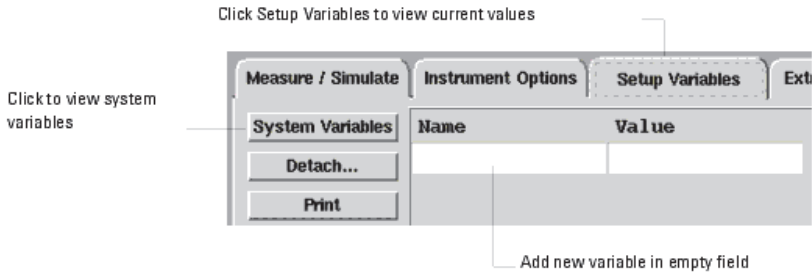 Click Setup Variables to view current values
Measure / Simulate Instrument Options Setup Variables Ext
Click to view system
variables
System Variables Name Value
Detach...
Print
Add new variable in empty field